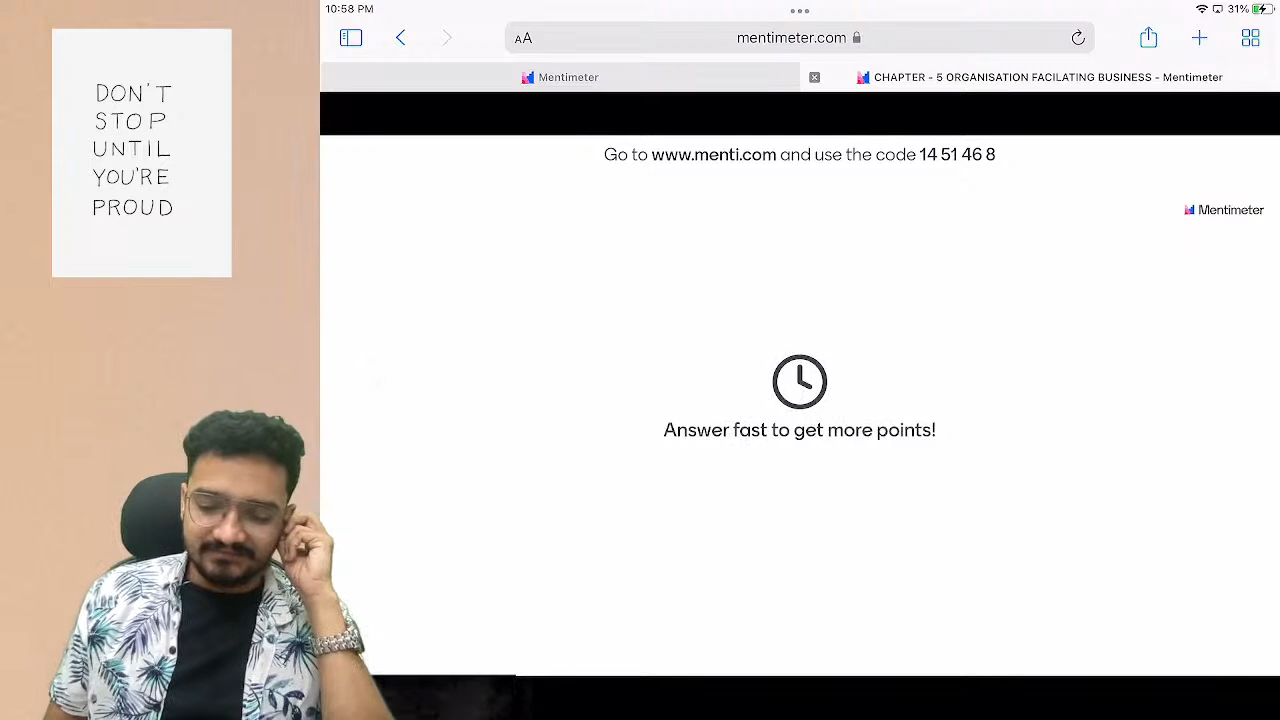 10:58 PM
31%
AA
mentimeter.com
Mentimeter
CHAPTER - 5 ORGANISATION FACILATING BUSINESS - Mentimeter
DON'T
STOP
UNTIL
YOU'RE
PROUD
Go to www.menti.com and use the code 14 51 46 8
Mentimeter
Answer fast to get more points!